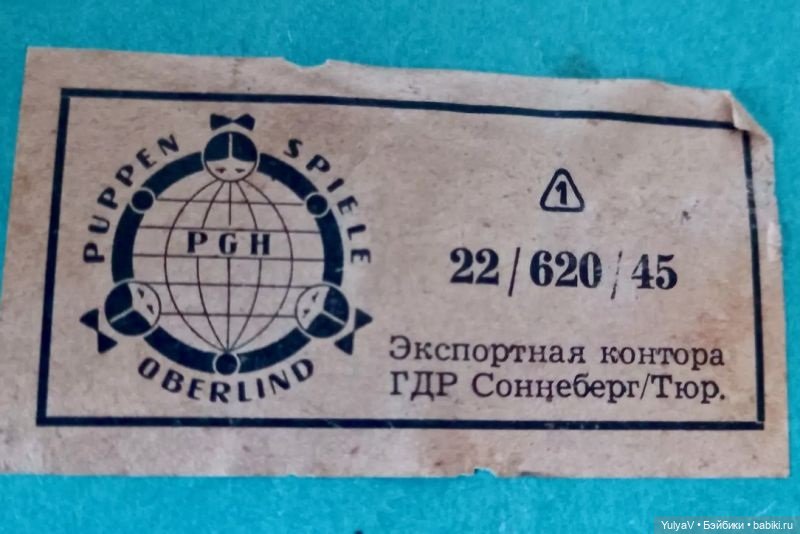 PUPPEN SPIELE
PGH
OBERLIND
1
22/620/45
Экспортная контора
ГДР Соннеберг/Тюр.
YulyaV • Бэйбики • babiki.ru